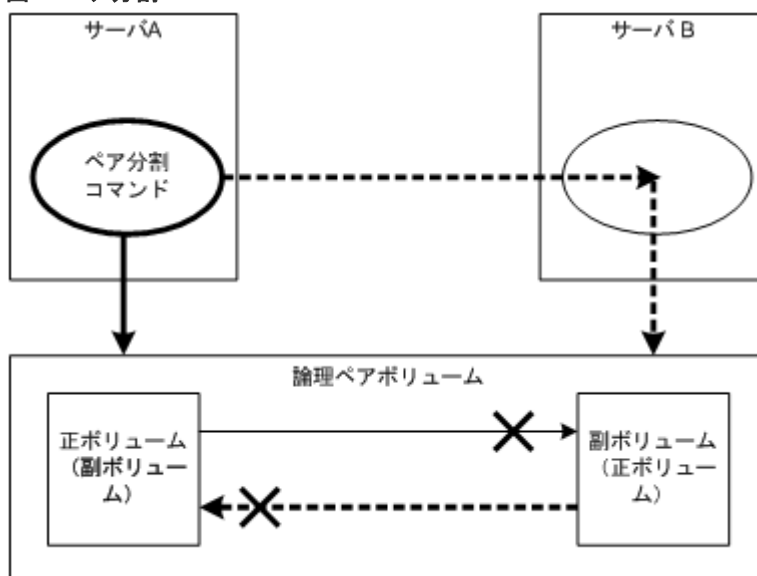 サーバA
サーバ B
ペア分割
コマンド
論理ペアボリューム
正ボリューム
(副ボリュー
ム)
副ボリューム
(正ボリュー
ム)